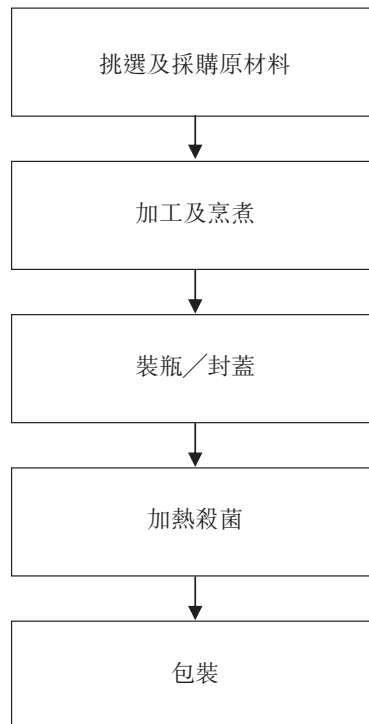 挑選及採購原材料
加工及烹煮
裝瓶╱封蓋
加熱殺菌
包裝